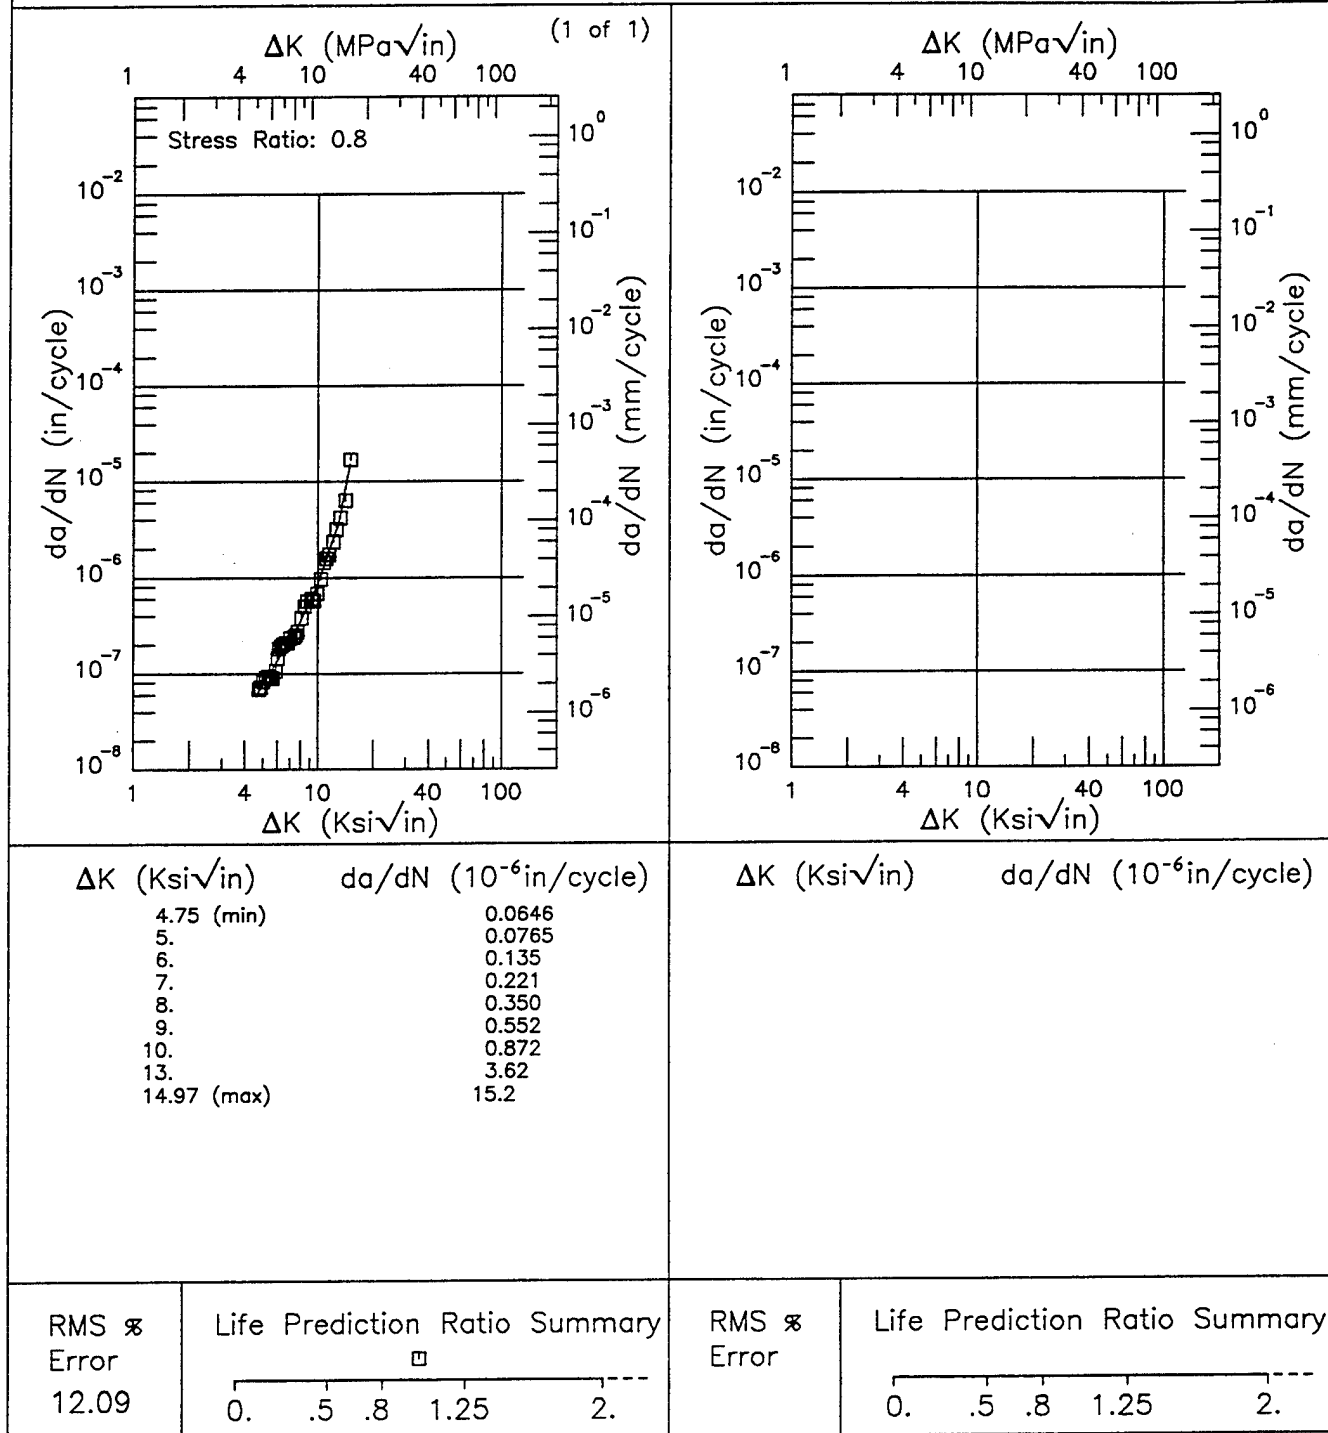 (1 of 1)
ΔK (MPa√in)
1 4 10 40 100
Stress Ratio: 0.8
10⁻² 10⁻³ 10⁻⁴ 10⁻⁵ 10⁻⁶ 10⁻⁷ 10⁻⁸
da/dN (in/cycle)
10⁰ 10⁻¹ 10⁻² 10⁻³ 10⁻⁴ 10⁻⁵ 10⁻⁶
da/dN (mm/cycle)
1 4 10 40 100
ΔK (Ksi√in)
ΔK (MPa√in)
1 4 10 40 100
10⁻² 10⁻³ 10⁻⁴ 10⁻⁵ 10⁻⁶ 10⁻⁷ 10⁻⁸
da/dN (in/cycle)
10⁰ 10⁻¹ 10⁻² 10⁻³ 10⁻⁴ 10⁻⁵ 10⁻⁶
da/dN (mm/cycle)
1 4 10 40 100
ΔK (Ksi√in)
ΔK (Ksi√in) da/dN (10⁻⁶in/cycle)
4.75 (min) 0.0646
5. 0.0765
6. 0.135
7. 0.221
8. 0.350
9. 0.552
10. 0.872
13. 3.62
14.97 (max) 15.2
ΔK (Ksi√in) da/dN (10⁻⁶in/cycle)
RMS %
Error
12.09
Life Prediction Ratio Summary
0. .5 .8 1.25 2.
RMS %
Error
Life Prediction Ratio Summary
0. .5 .8 1.25 2.